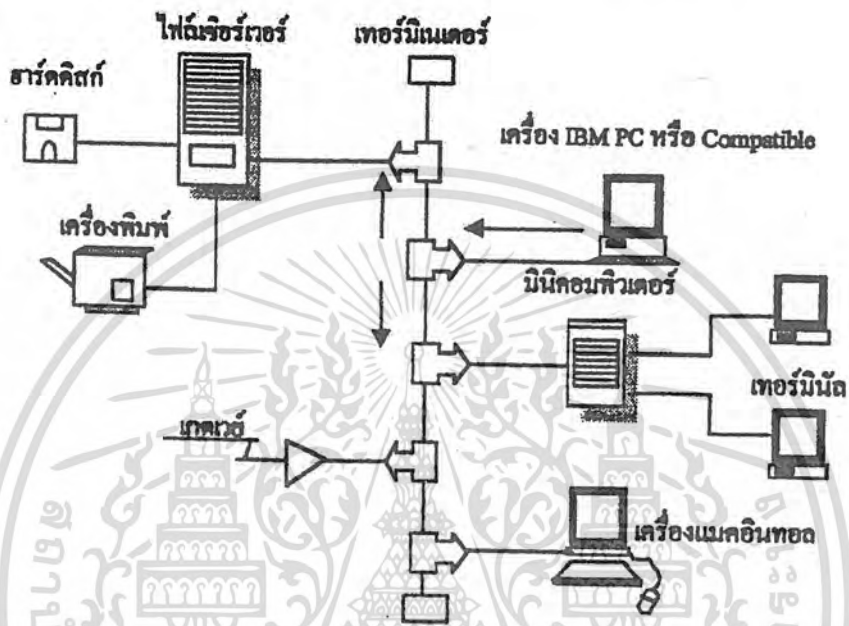 ไฟล์เซิอร์เวอร์
เทอร์มิเนเตอร์
ฮาร์ดดิสก์
เครื่อง IBM PC หรือ Compatible
เครื่องพิมพ์
มินิคอมพิวเตอร์
เทอร์มินัล
เกตเวย์
เครื่องแมคอินทอล